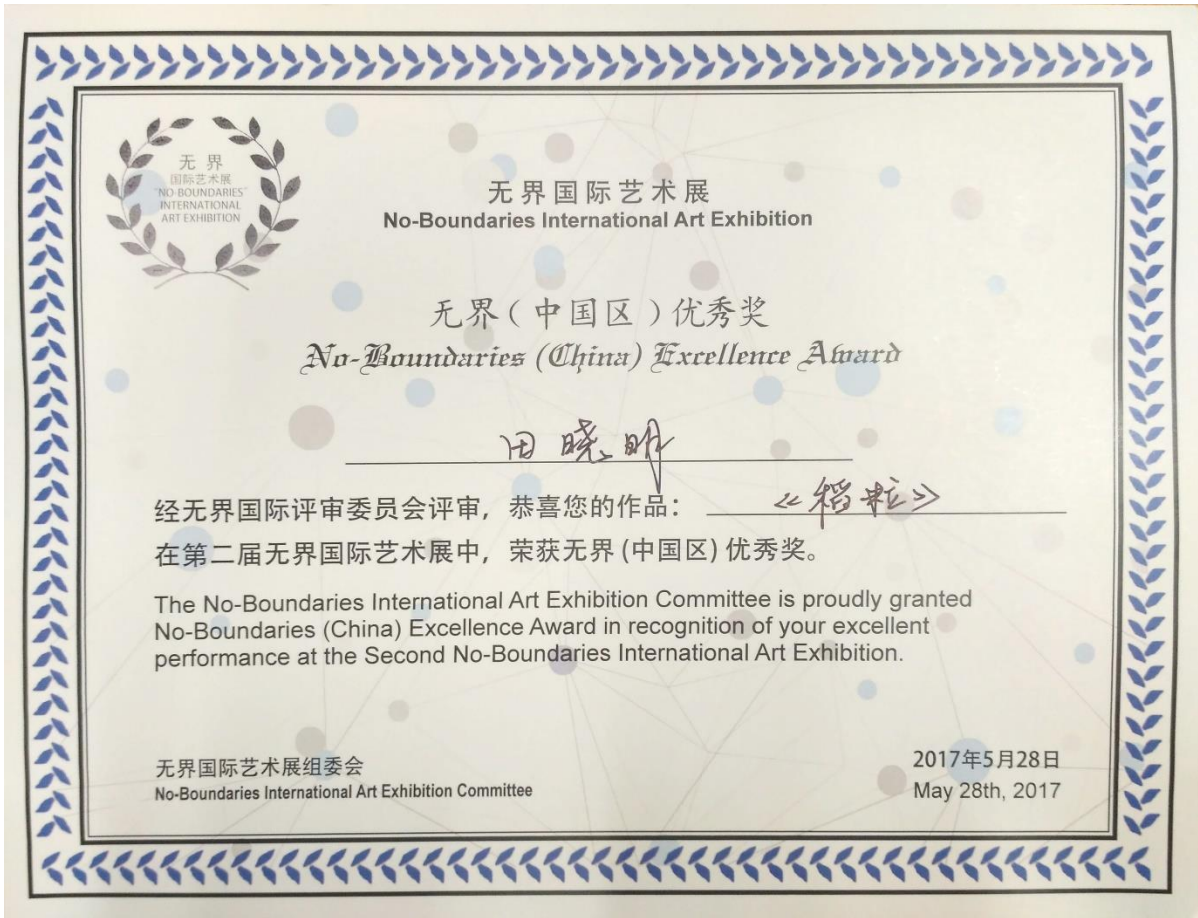 无界
国际艺术展
"NO-BOUNDARIES"
INTERNATIONAL
ART EXHIBITION
无界国际艺术展
No-Boundaries International Art Exhibition
无界(中国区)优秀奖
No-Boundaries (China) Excellence Award
田晓明
经无界国际评审委员会评审，恭喜您的作品：《稻粒》
在第二届无界国际艺术展中，荣获无界(中国区)优秀奖。
The No-Boundaries International Art Exhibition Committee is proudly granted
No-Boundaries (China) Excellence Award in recognition of your excellent
performance at the Second No-Boundaries International Art Exhibition.
无界国际艺术展组委会
No-Boundaries International Art Exhibition Committee
2017年5月28日
May 28th, 2017